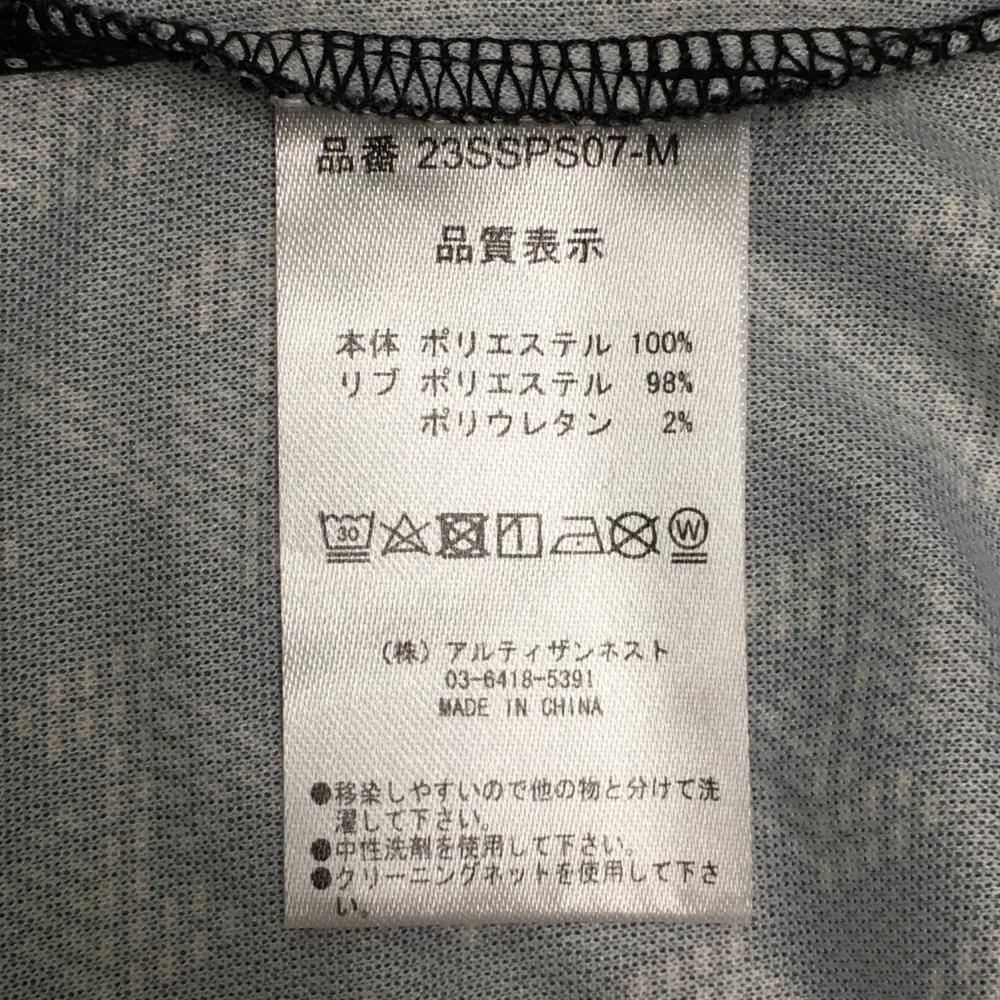 品番 23SSPS07-M
品質表示
本体 ポリエステル 100%
リブ ポリエステル 98%
ポリウレタン 2%
30 W
(株)アルティザンネスト
03-6418-5391
MADE IN CHINA
●移染しやすいので他の物と分けて洗
濯して下さい。
●中性洗剤を使用して下さい。
●クリーニングネットを使用して下さ
い。